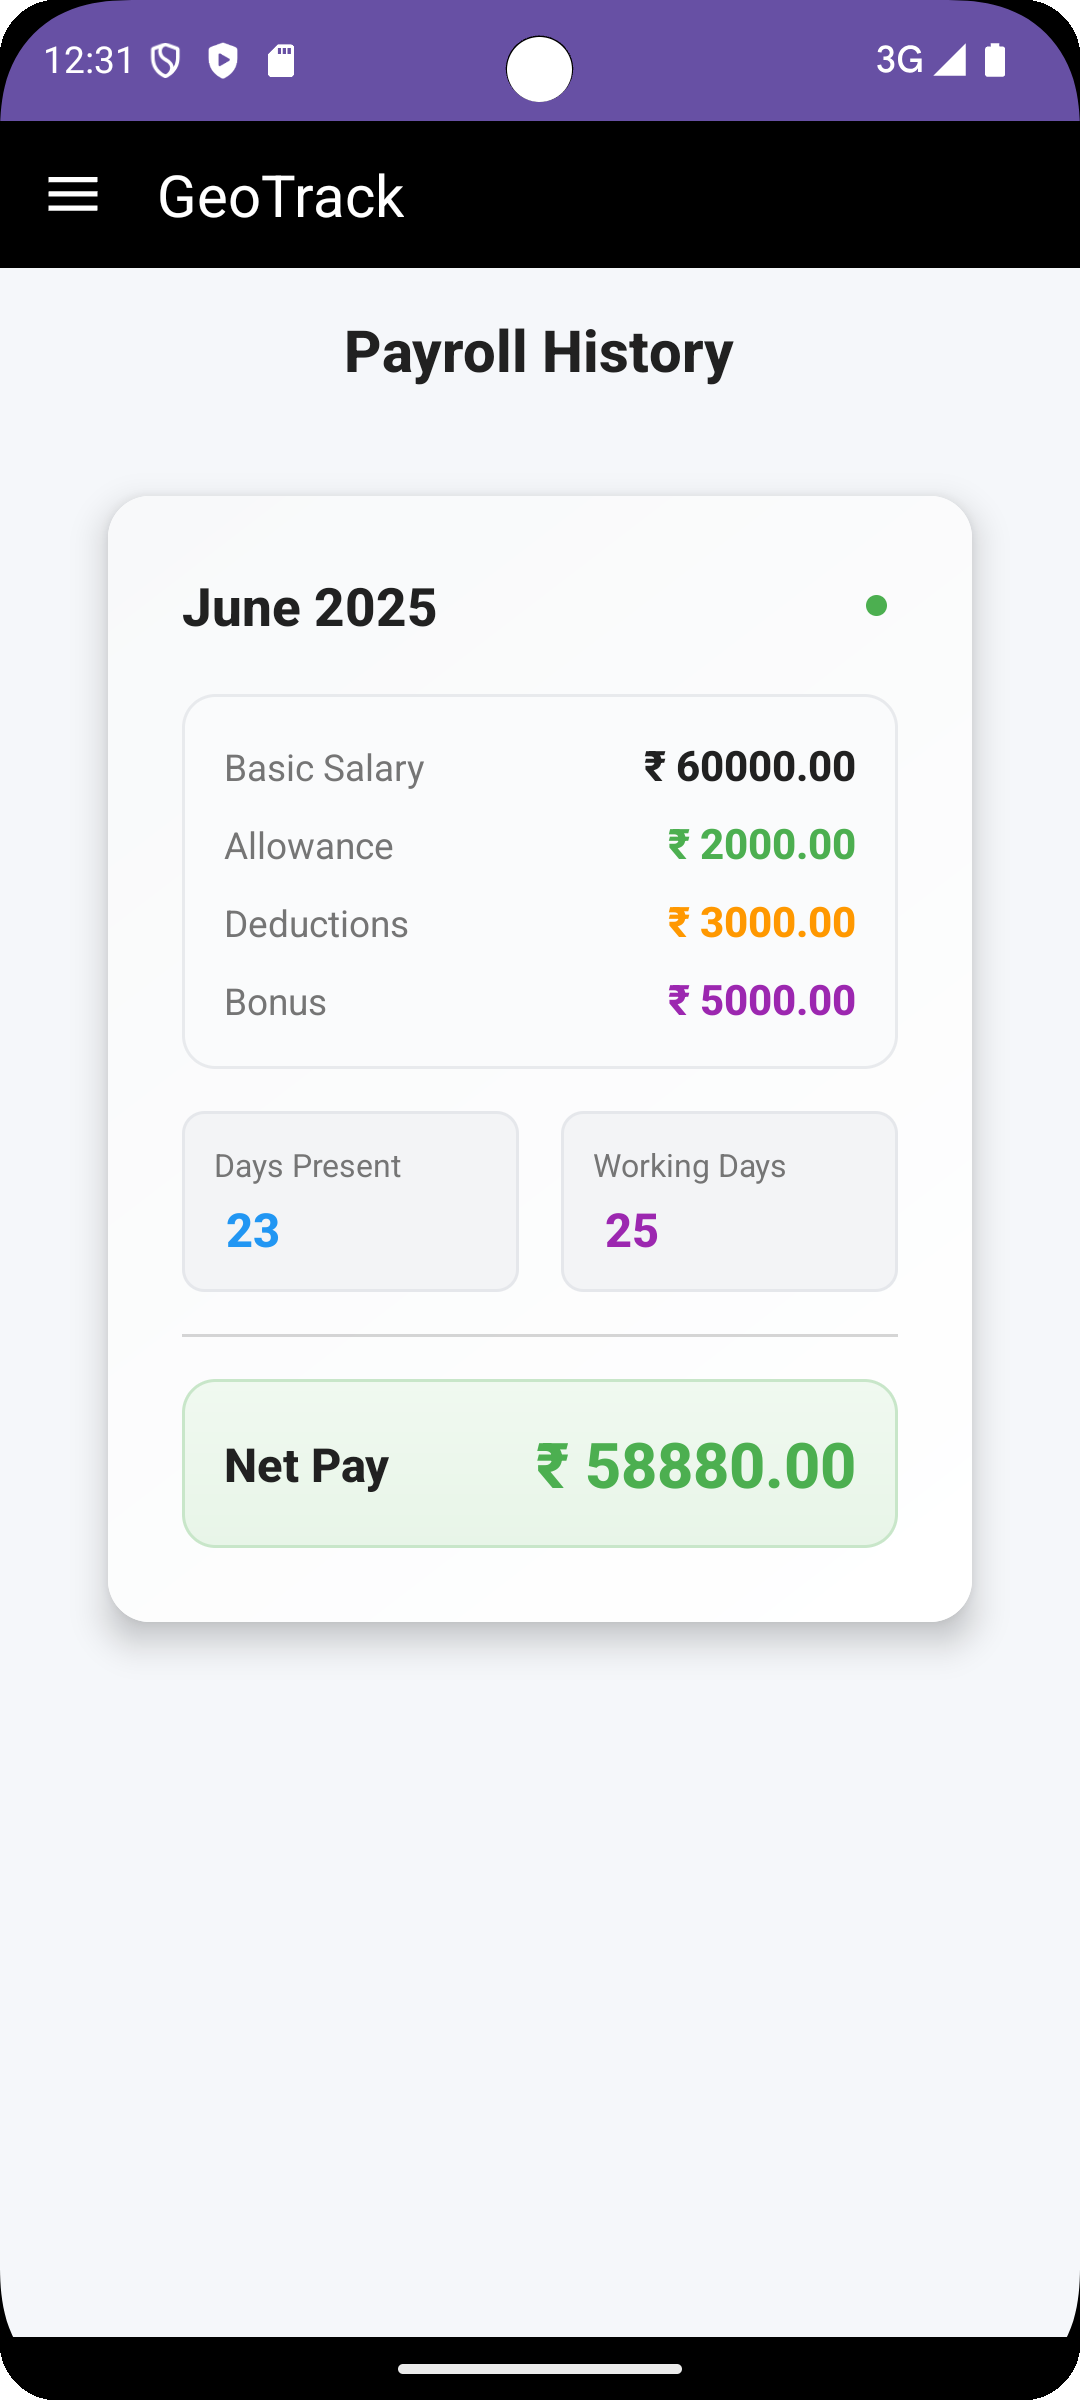 12:31 3G
GeoTrack
Payroll History
June 2025
Basic Salary ₹ 60000.00
Allowance ₹ 2000.00
Deductions ₹ 3000.00
Bonus ₹ 5000.00
Days Present Working Days
23 25
Net Pay ₹ 58880.00